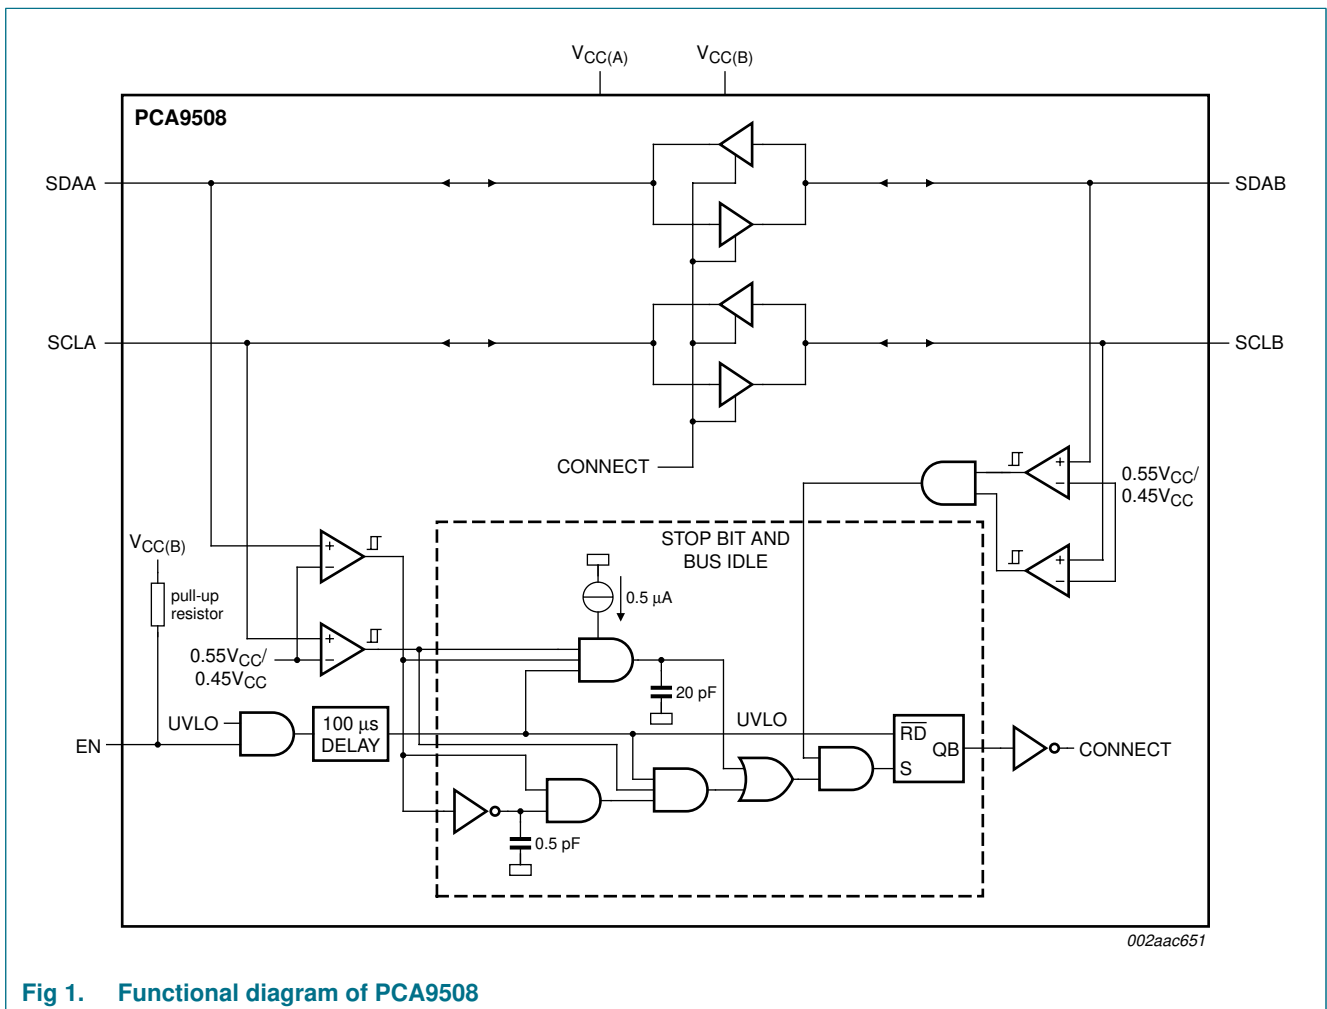 VCC(A) VCC(B)
PCA9508
SDAA
SDAB
SCLA
SCLB
CONNECT
0.55VCC/
0.45VCC
STOP BIT AND
BUS IDLE
VCC(B)
pull-up
resistor
0.5 μA
0.55VCC/
0.45VCC
20 pF
UVLO
UVLO
100 μs
DELAY
EN
RD
QB
S
CONNECT
0.5 pF
+
−
+
−
+
−
+
−
002aac651
Fig 1. Functional diagram of PCA9508